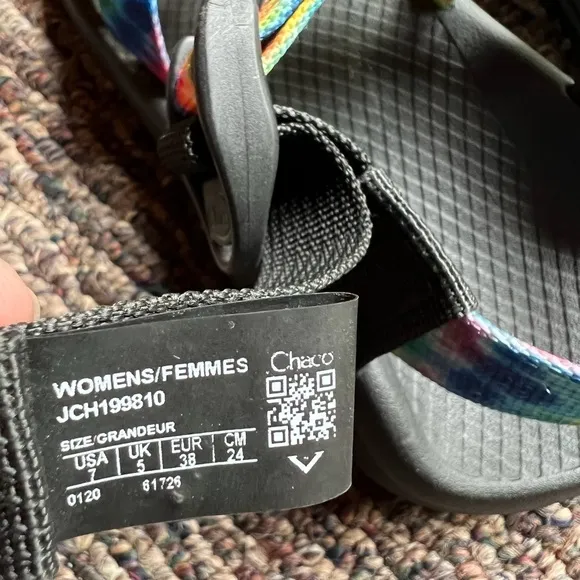 Chaco
WOMENS/FEMMES
JCH199810
SIZE/GRANDEUR
USA UK EUR CM
7 5 38 24
0120 61726